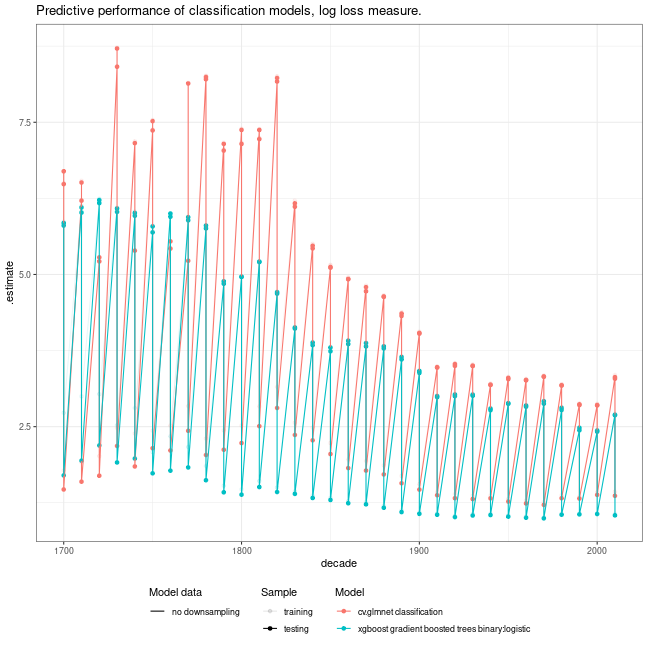 Predictive performance of classification models, log loss measure.
7.5
5.0
2.5
.estimate
1700 1800 1900 2000
decade
Model data Sample Model
no downsampling training cv.glmnet classification
testing xgboost gradient boosted trees binary:logistic